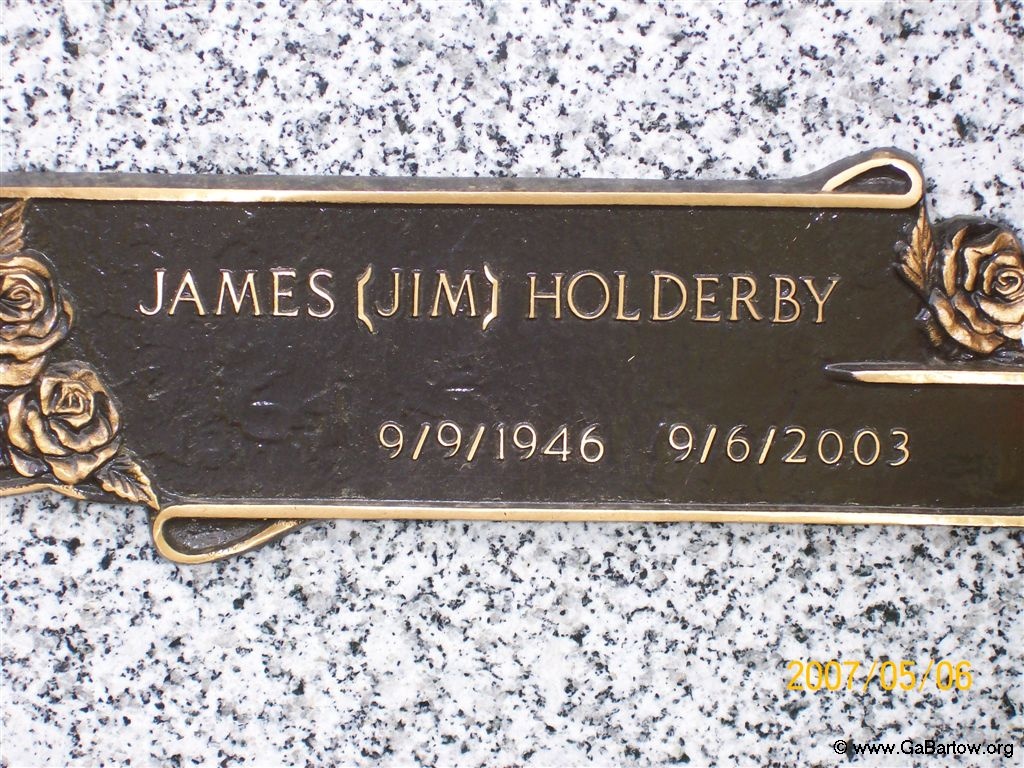 JAMES (JIM) HOLDERBY
9/9/1946 9/6/2003
2007/05/06
© www.GaBartow.org